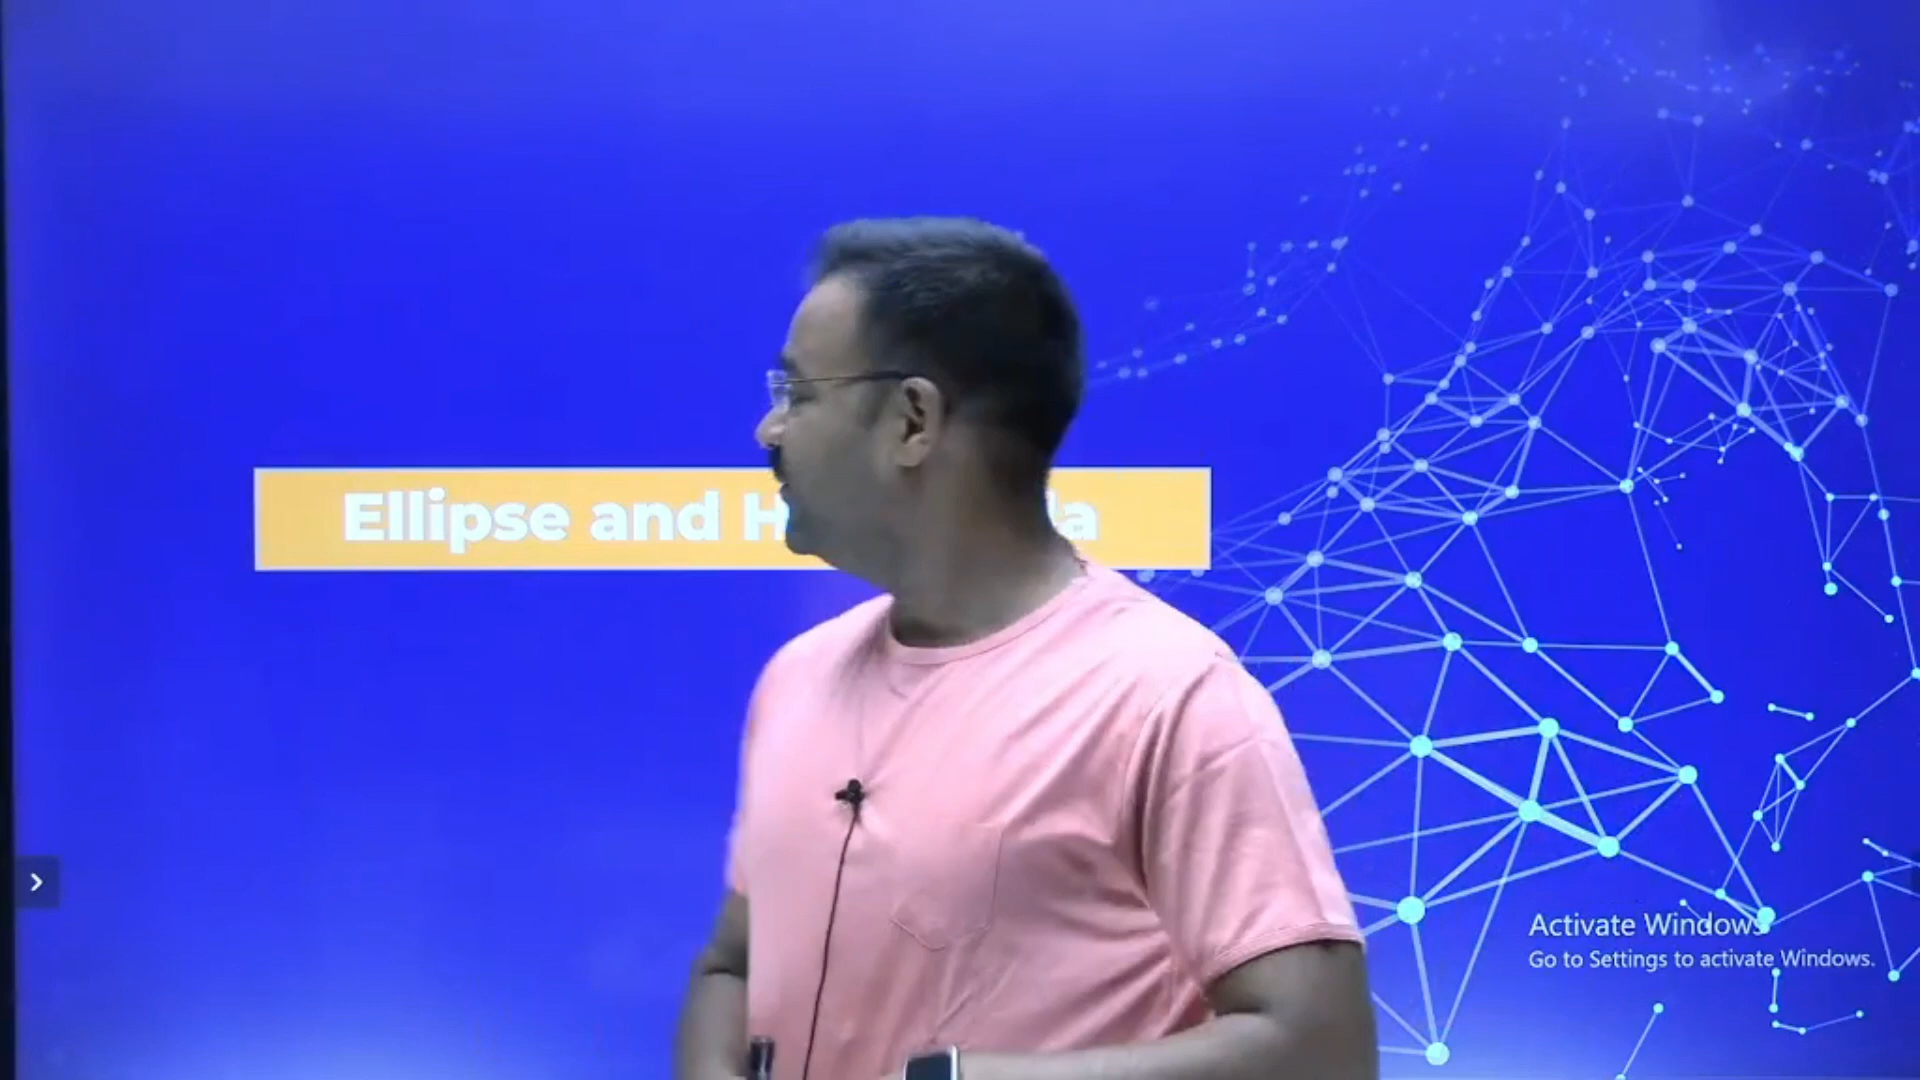 Ellipse and
Activate Windows
Go to Settings to activate Windows.